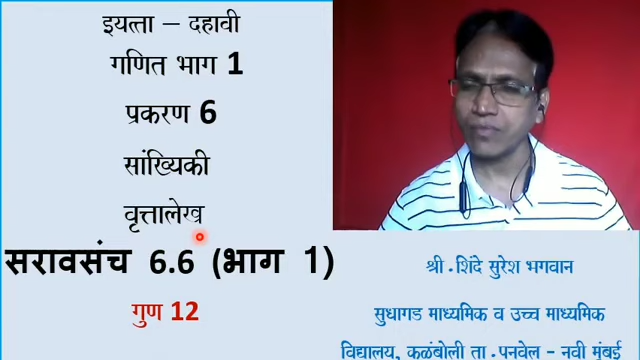 इयत्ता – दहावी
गणित भाग 1
प्रकरण 6
सांख्यिकी
वृत्तालेख
सरावसंच 6.6 (भाग 1)
गुण 12
श्री .शिंदे सुरेश भगवान
सुधागड माध्यमिक व उच्च माध्यमिक
विद्यालय, कळंबोली ता .पनवेल – नवी मुंबई